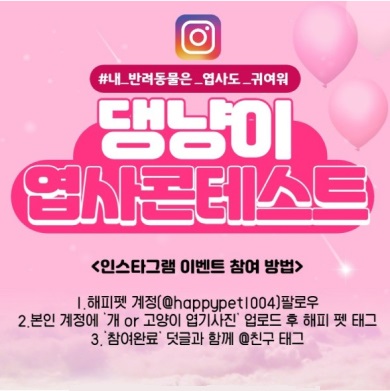 #내_반려동물은_엽사도_귀여워
댕냥이
엽사콘테스트
<인스타그램 이벤트 참여 방법>
1.해피펫 계정(@happypet1004)팔로우
2.본인 계정에 '개 or 고양이 엽기사진' 업로드 후 해피 펫 태그
3.'참여완료' 덧글과 함께 @친구 태그